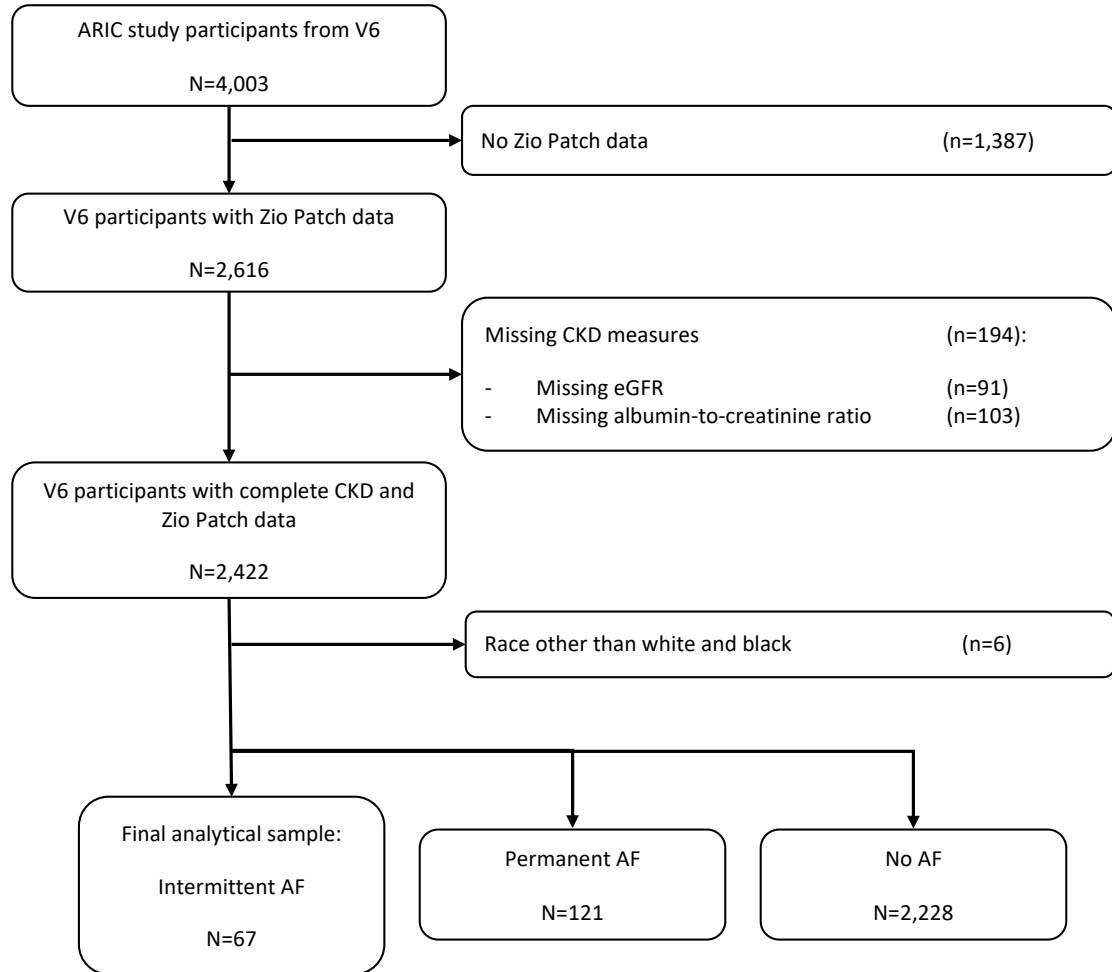 ARIC study participants from V6
N=4,003
No Zio Patch data (n=1,387)
V6 participants with Zio Patch data
N=2,616
Missing CKD measures (n=194):
- Missing eGFR (n=91)
- Missing albumin-to-creatinine ratio (n=103)
V6 participants with complete CKD and
Zio Patch data
N=2,422
Race other than white and black (n=6)
Final analytical sample:
Intermittent AF
N=67
Permanent AF
N=121
No AF
N=2,228